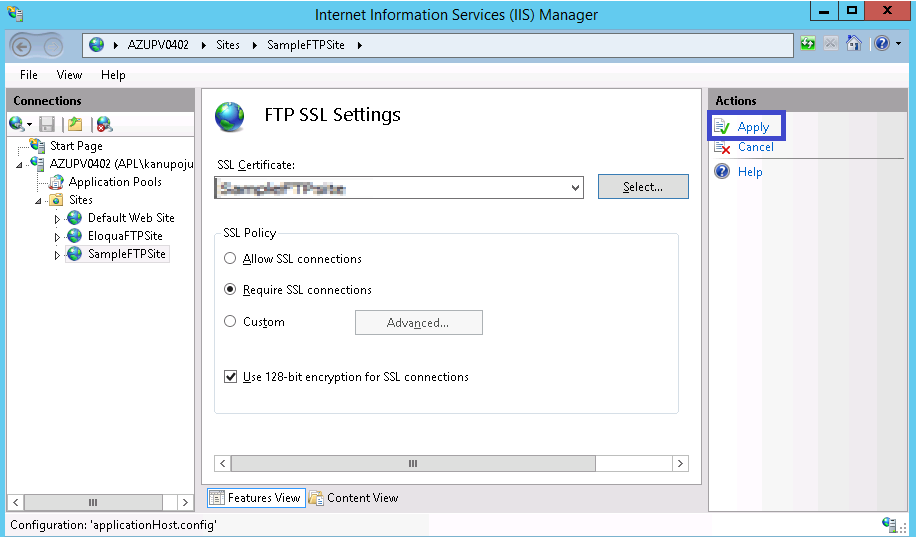 Internet Information Services (IIS) Manager
AZUPV0402 Sites SampleFTPSite
File View Help
Connections
Start Page
AZUPV0402 (APL\kanupoju
Application Pools
Sites
Default Web Site
EloquaFTPSite
SampleFTPSite
FTP SSL Settings
SSL Certificate:
SampleFTPsite
Select...
SSL Policy
Allow SSL connections
Require SSL connections
Custom
Advanced...
Use 128-bit encryption for SSL connections
Features View
Content View
Actions
Apply
Cancel
Help
Configuration: 'applicationHost.config'